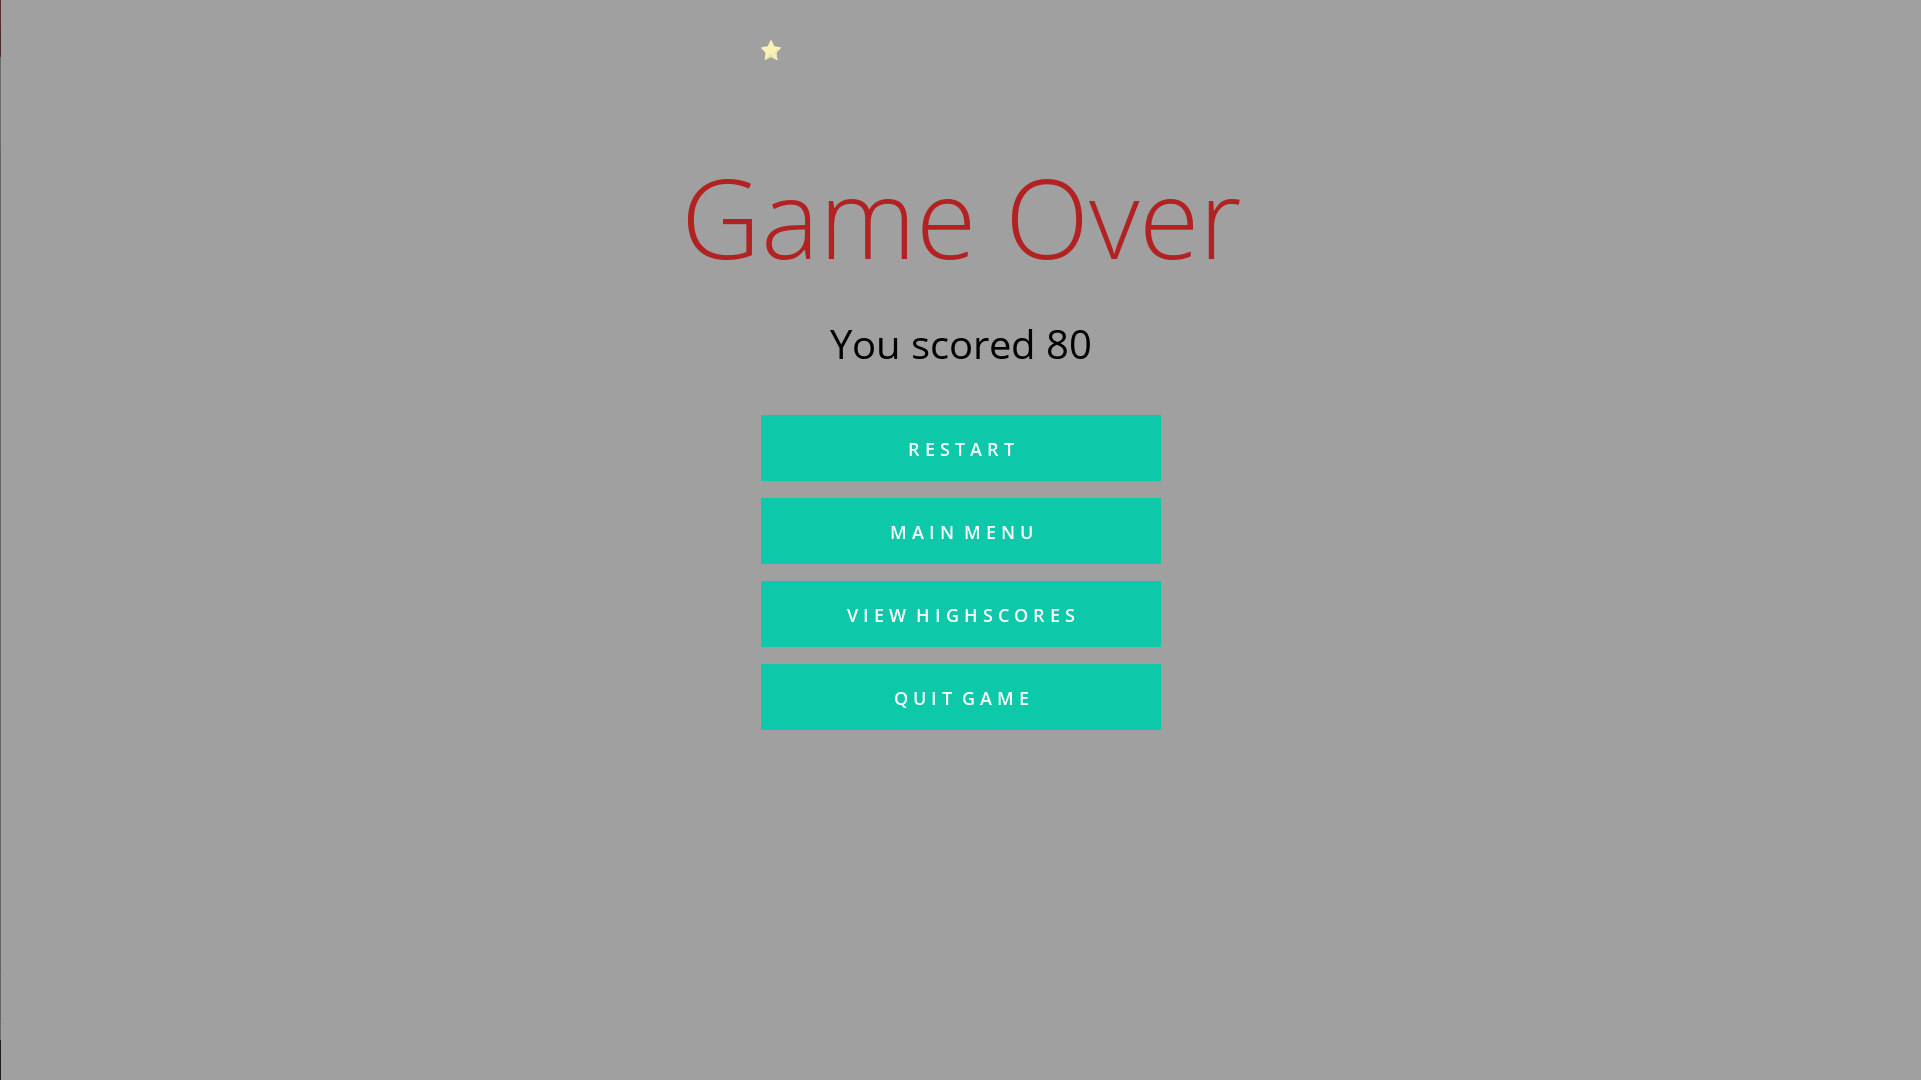 Game Over
You scored 80
RESTART
MAIN MENU
VIEW HIGHSCORES
QUIT GAME